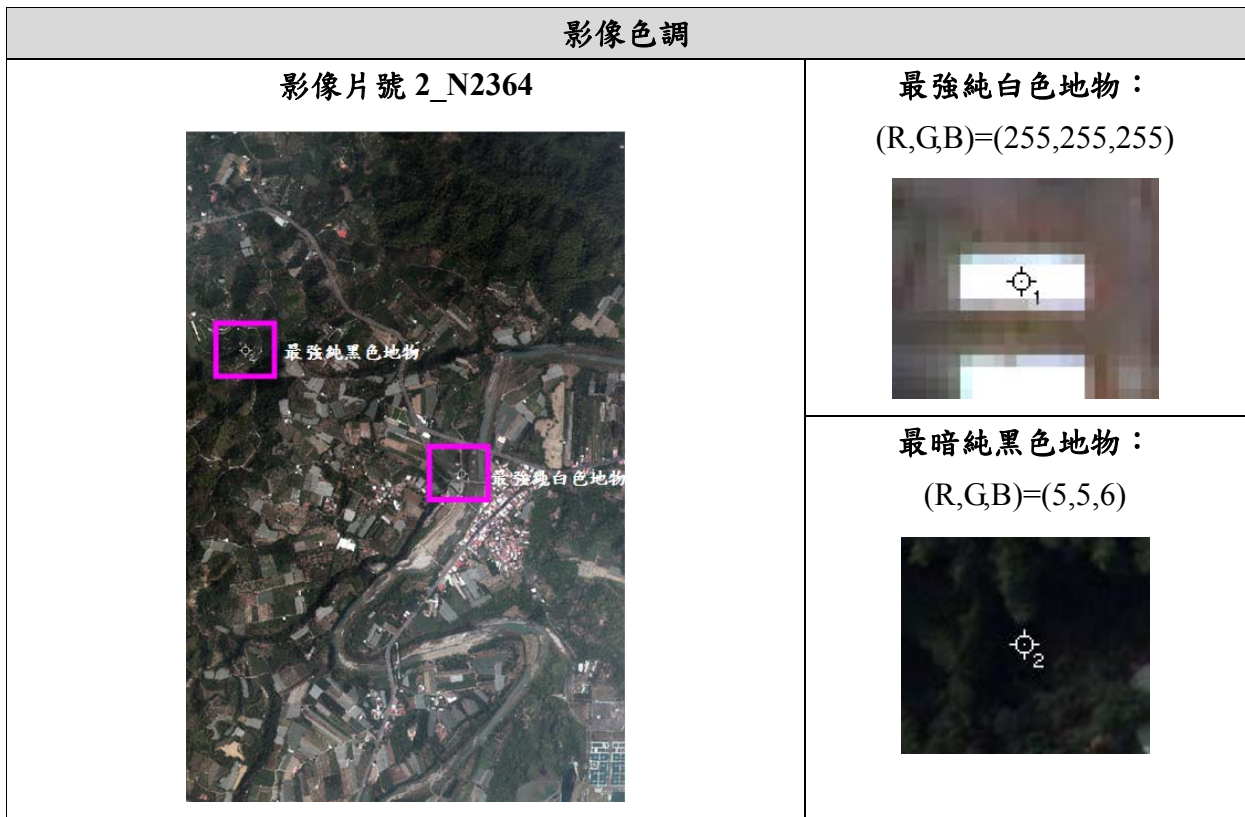 影像色調
影像片號 2_N2364
最強純黑色地物
最強純白色地物
最強純白色地物：
(R,G,B)=(255,255,255)
1
最暗純黑色地物：
(R,G,B)=(5,5,6)
2